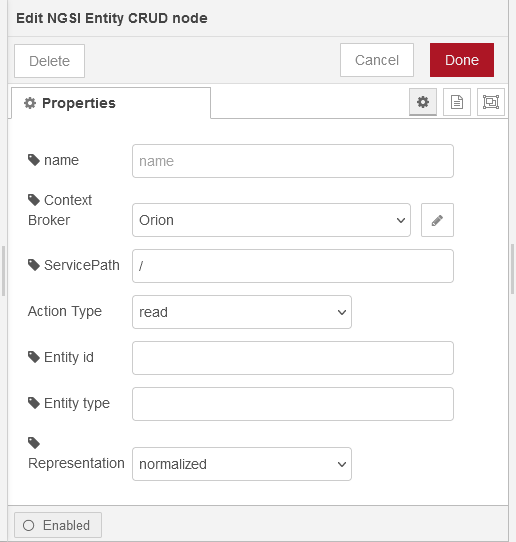 Edit NGSI Entity CRUD node
Delete
Cancel
Done
Properties
name
name
Context
Broker
Orion
ServicePath
/
Action Type
read
Entity id
Entity type
Representation
normalized
Enabled